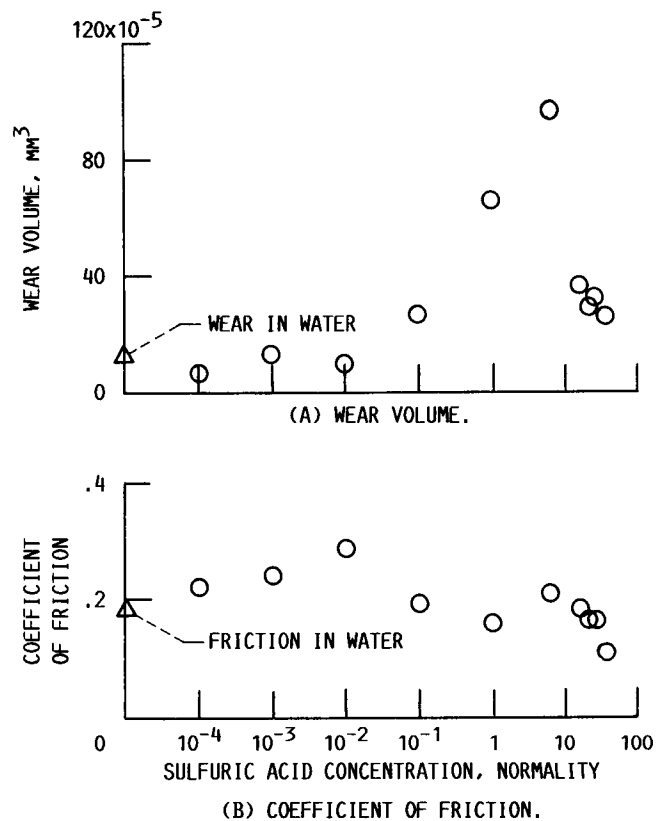 120x10-5
80
40
0
WEAR VOLUME, MM3
WEAR IN WATER
(A) WEAR VOLUME.
.4
.2
0
COEFFICIENT
OF FRICTION
FRICTION IN WATER
10-4 10-3 10-2 10-1 1 10 100
SULFURIC ACID CONCENTRATION, NORMALITY
(B) COEFFICIENT OF FRICTION.